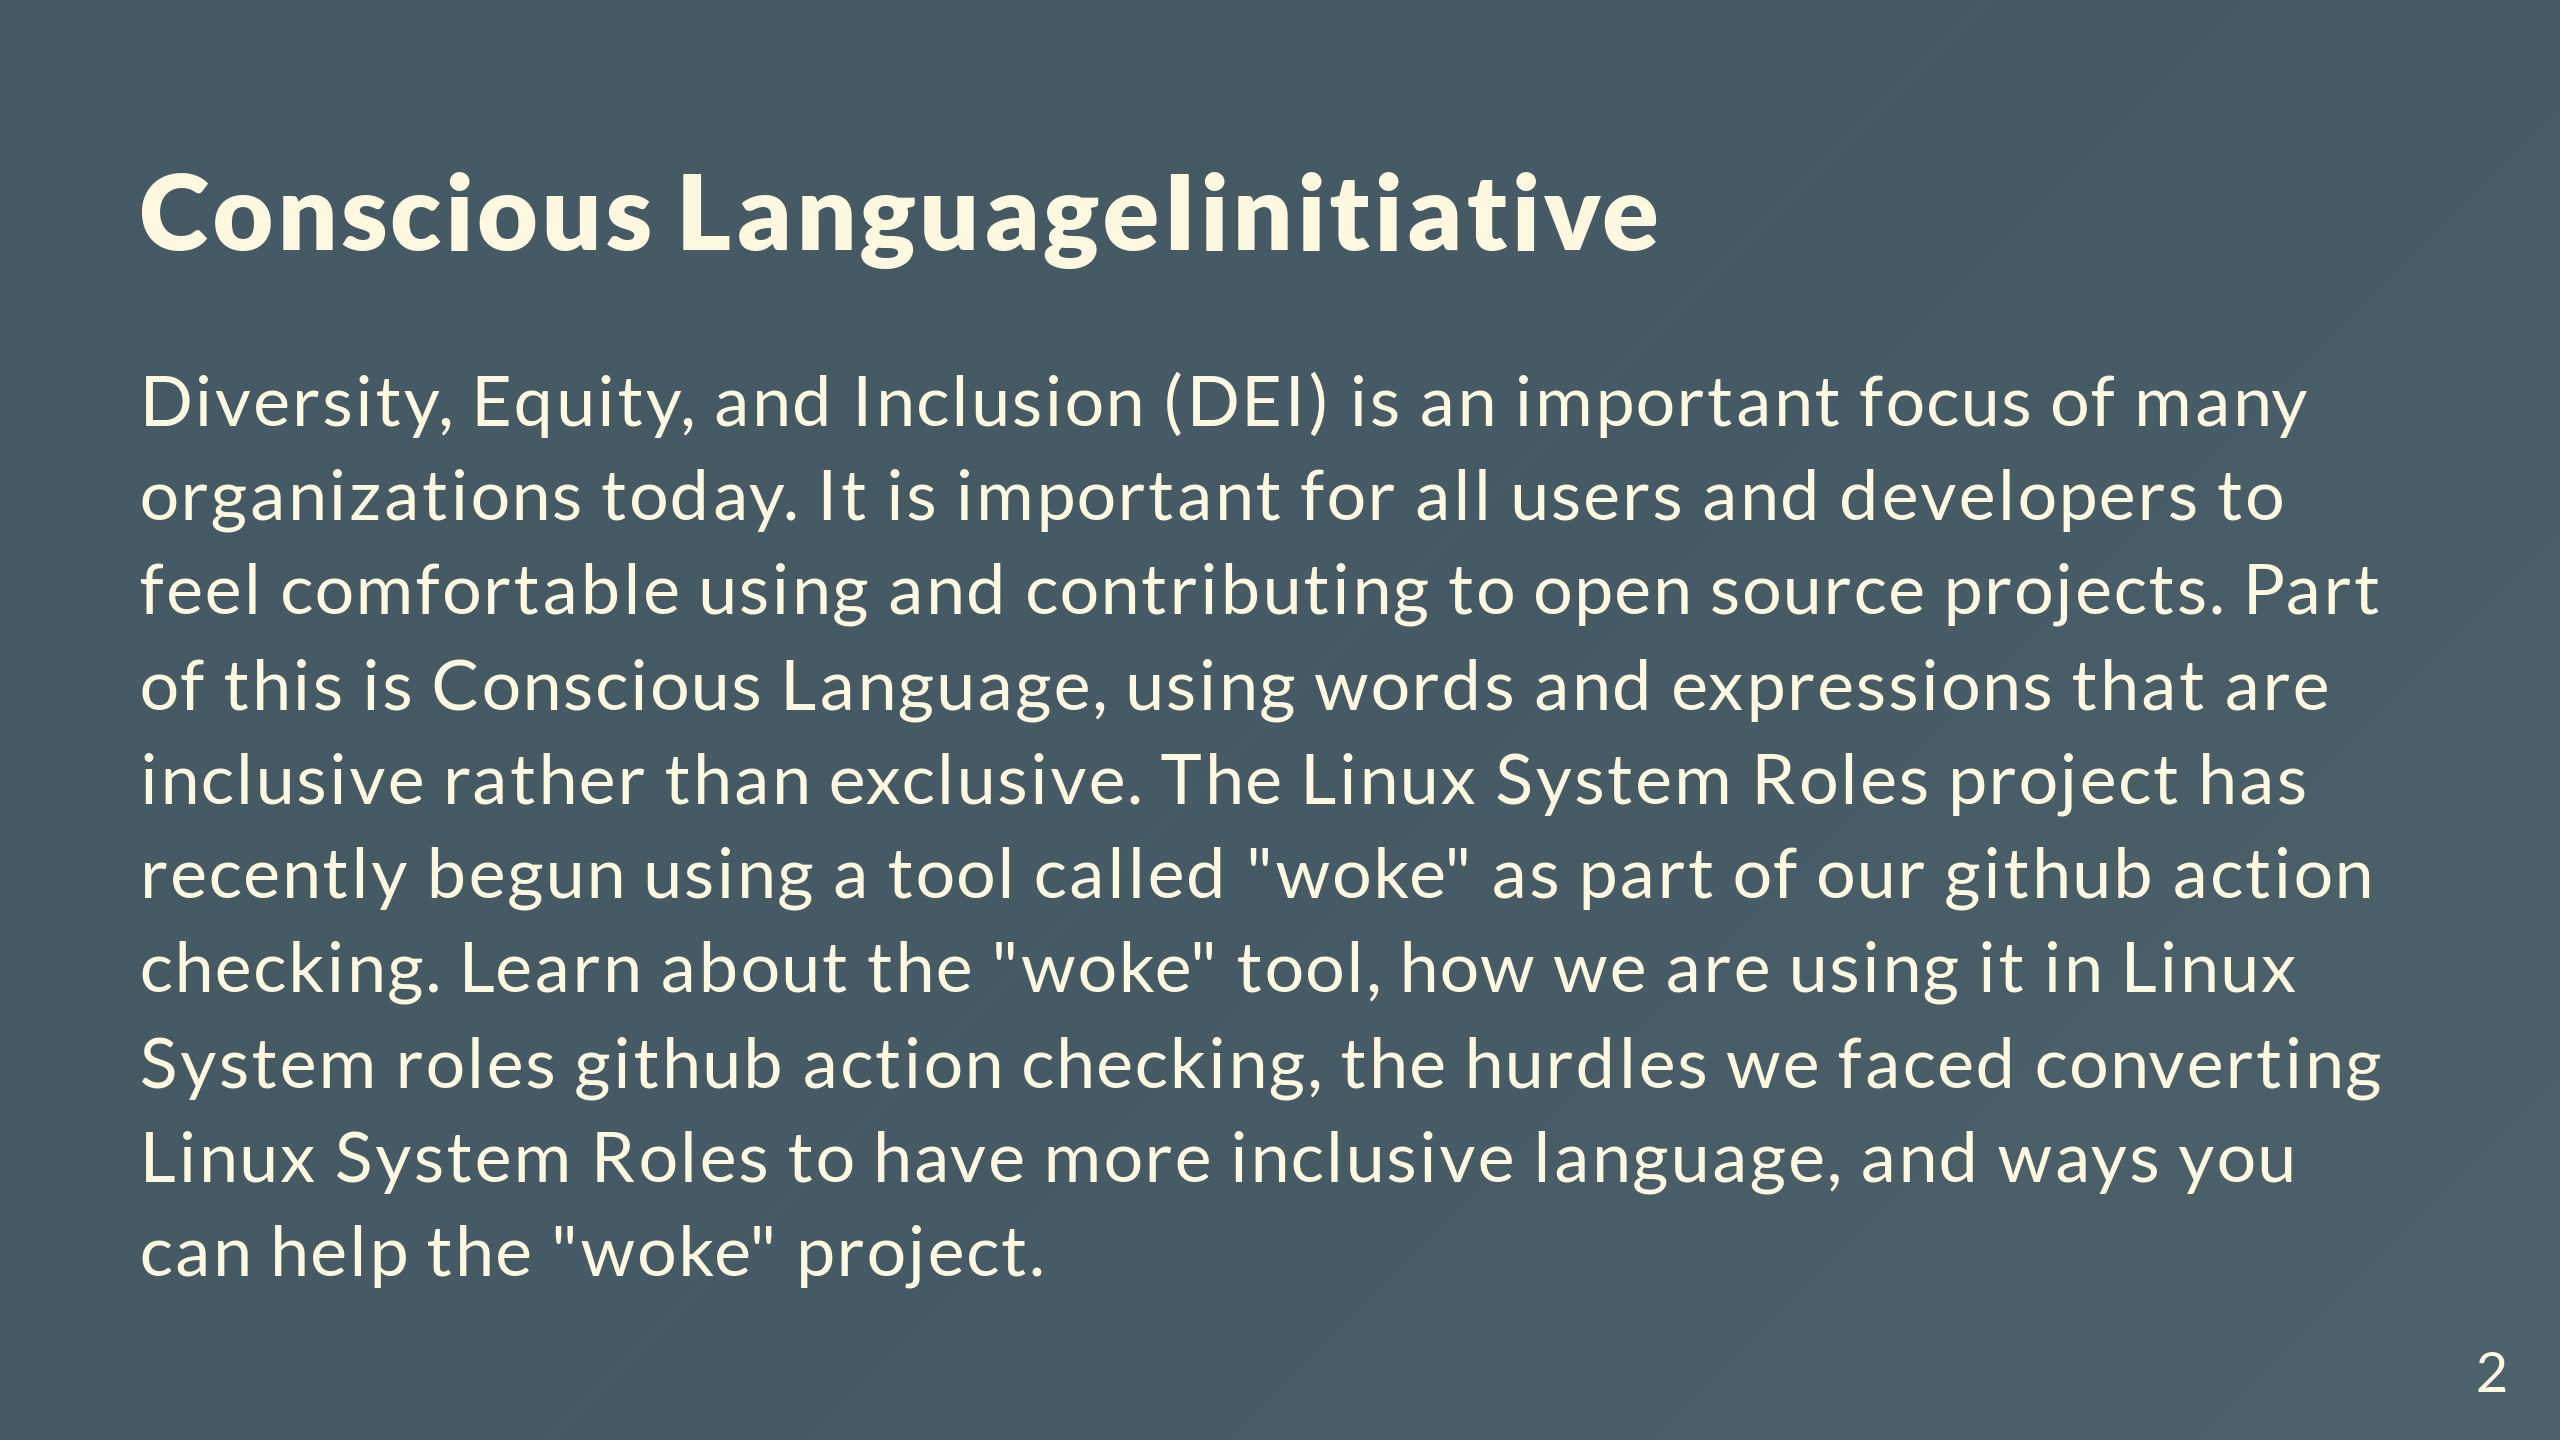 Conscious Languagelinitiative
Diversity, Equity, and Inclusion (DEI) is an important focus of many
organizations today. It is important for all users and developers to
feel comfortable using and contributing to open source projects. Part
of this is Conscious Language, using words and expressions that are
inclusive rather than exclusive. The Linux System Roles project has
recently begun using a tool called "woke" as part of our github action
checking. Learn about the "woke" tool, how we are using it in Linux
System roles github action checking, the hurdles we faced converting
Linux System Roles to have more inclusive language, and ways you
can help the "woke" project.
2